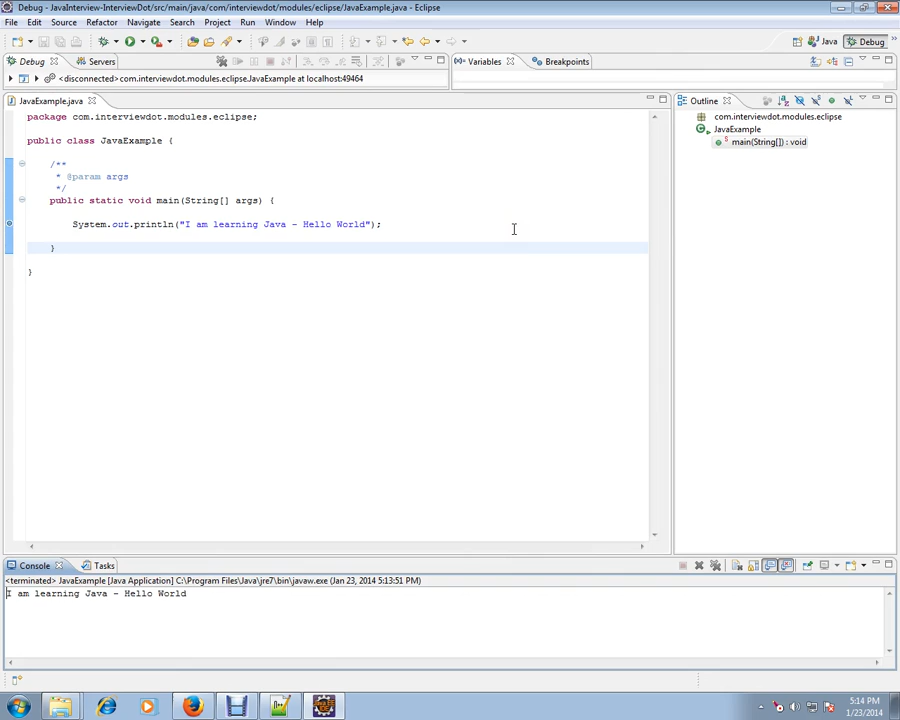 Debug - JavaInterview-InterviewDot/src/main/java/com/interviewdot/modules/eclipse/JavaExample.java - Eclipse
File Edit Source Refactor Navigate Search Project Run Window Help
Java Debug
Debug Servers
Variables Breakpoints
<disconnected>com.interviewdot.modules.eclipse.JavaExample at localhost:49464
JavaExample.java
Outline
package com.interviewdot.modules.eclipse;
public class JavaExample {
/**
* @param args
*/
public static void main(String[] args) {
System.out.println("I am learning Java - Hello World");
}
}
com.interviewdot.modules.eclipse
JavaExample
S main(String[]) : void
Console Tasks
<terminated> JavaExample [Java Application] C:\Program Files\Java\jre7\bin\javaw.exe (Jan 23, 2014 5:13:51 PM)
I am learning Java - Hello World
5:14 PM
1/23/2014